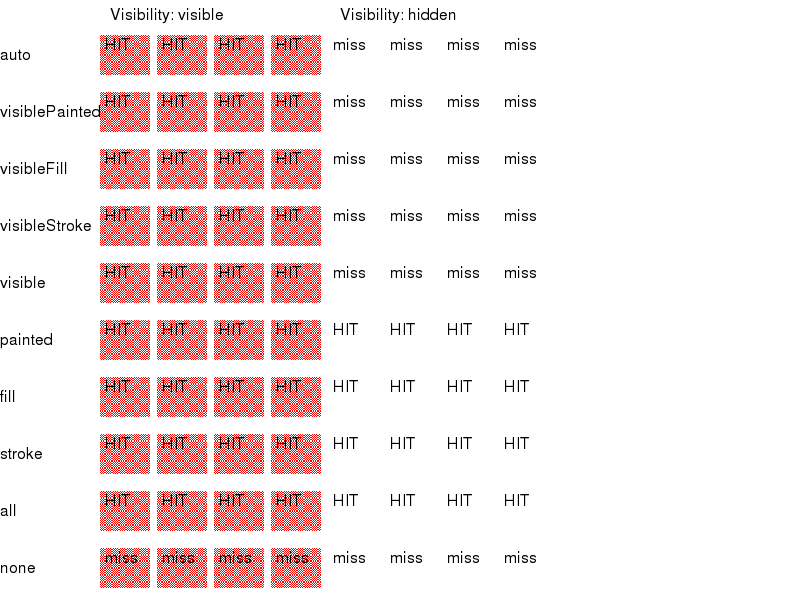 Visibility: visible Visibility: hidden
auto HIT HIT HIT HIT miss miss miss miss
visiblePainted HIT HIT HIT HIT miss miss miss miss
visibleFill HIT HIT HIT HIT miss miss miss miss
visibleStroke HIT HIT HIT HIT miss miss miss miss
visible HIT HIT HIT HIT miss miss miss miss
painted HIT HIT HIT HIT HIT HIT HIT HIT
fill HIT HIT HIT HIT HIT HIT HIT HIT
stroke HIT HIT HIT HIT HIT HIT HIT HIT
all HIT HIT HIT HIT HIT HIT HIT HIT
none miss miss miss miss miss miss miss miss